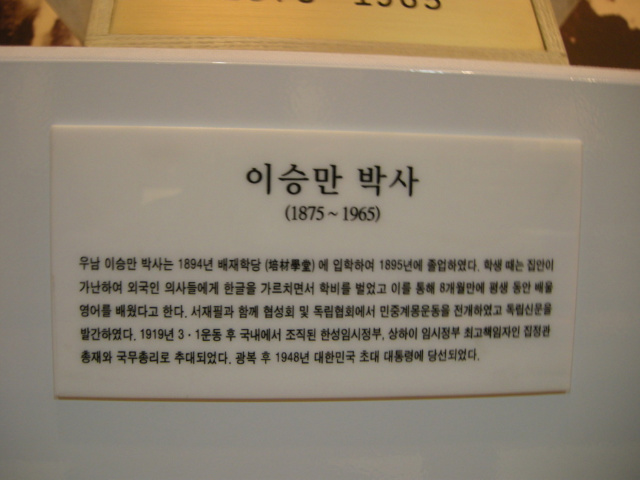 1965
이승만 박사
(1875 ~ 1965)
우남 이승만 박사는 1894년 배재학당 (培材學堂) 에 입학하여 1895년에 졸업하였다. 학생 때는 집안이
가난하여 외국인 의사들에게 한글을 가르치면서 학비를 벌었고 이를 통해 8개월만에 평생 동안 배울
영어를 배웠다고 한다. 서재필과 함께 협성회 및 독립협회에서 민중계몽운동을 전개하였고 독립신문을
발간하였다. 1919년 3 · 1운동 후 국내에서 조직된 한성임시정부, 상하이 임시정부 최고책임자인 집정관
총재와 국무총리로 추대되었다. 광복 후 1948년 대한민국 초대 대통령에 당선되었다.